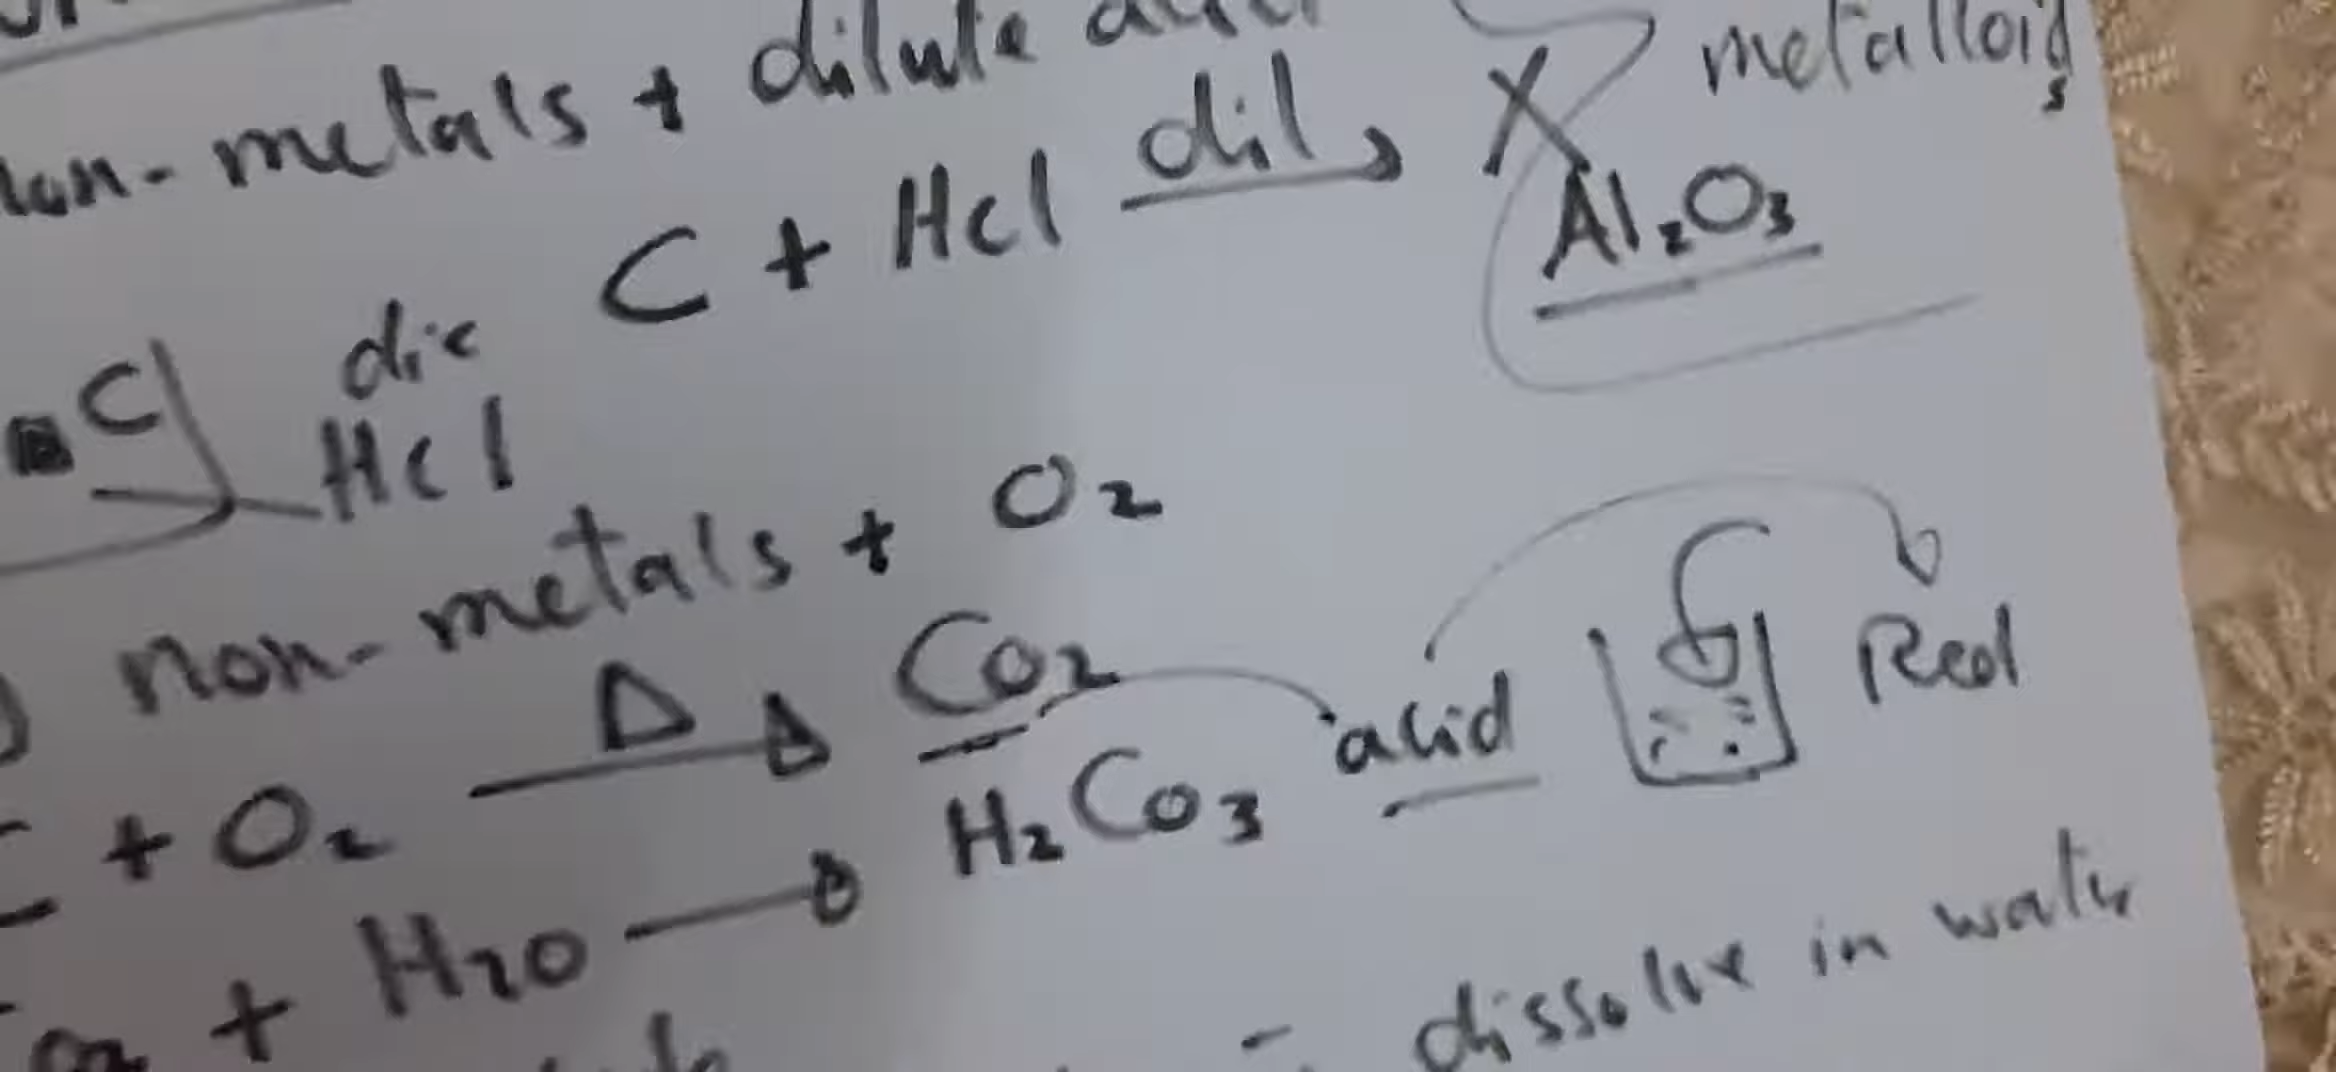 non-metals + dilute acid
metalloids
C + HCl dil X
Al₂O₃
C dil HCl
non-metals + O₂
C + O₂ Δ CO₂
acid Red
+ H₂O H₂CO₃
- dissolve in water